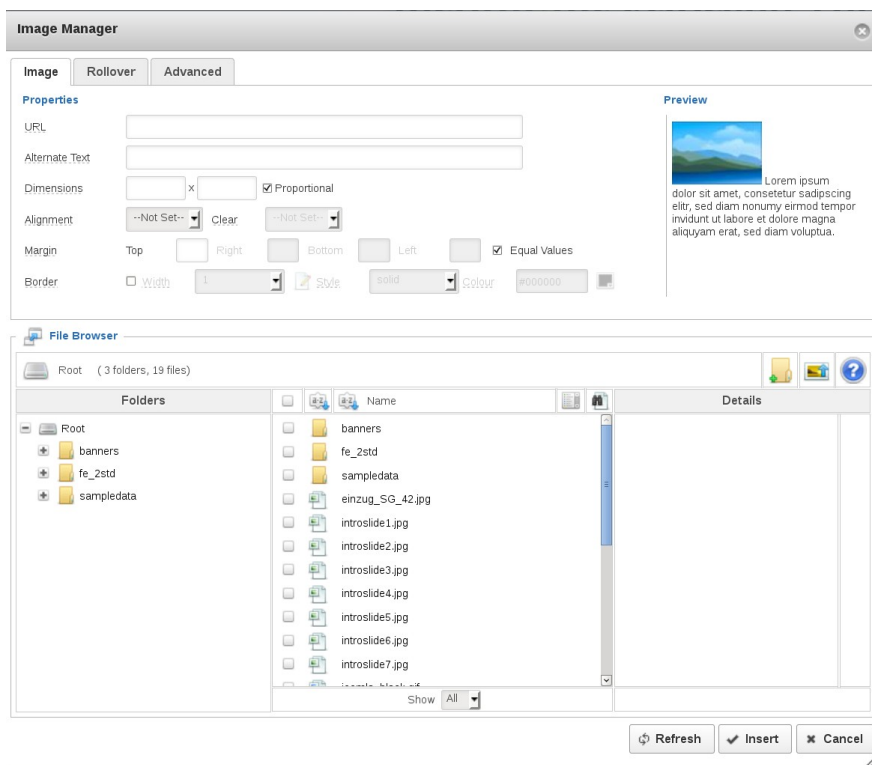 Image Manager
Image Rollover Advanced
Properties
URL
Alternate Text
Dimensions x Proportional
Alignment --Not Set-- Clear --Not Set--
Margin Top Right Bottom Left Equal Values
Border Width 1 Style solid Colour #000000
Preview
Lorem ipsum
dolor sit amet, consetetur sadipscing
elitr, sed diam nonumy eirmod tempor
invidunt ut labore et dolore magna
aliquyam erat, sed diam voluptua.
File Browser
Root ( 3 folders, 19 files)
Folders
Root
banners
fe_2std
sampledata
a-z a-z Name
banners
fe_2std
sampledata
einzug_SG_42.jpg
introslide1.jpg
introslide2.jpg
introslide3.jpg
introslide4.jpg
introslide5.jpg
introslide6.jpg
introslide7.jpg
Show All
Details
Refresh Insert Cancel